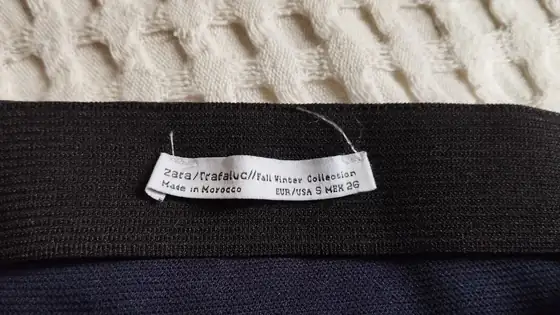 Zara/Trafaluc//Fall Winter Collection
Made in Morocco EUR/USA S MEX 26